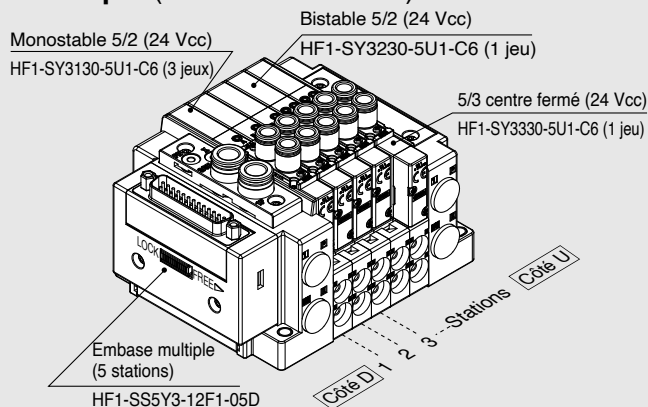 Bistable 5/2 (24 Vcc)
HF1-SY3230-5U1-C6 (1 jeu)
Monostable 5/2 (24 Vcc)
HF1-SY3130-5U1-C6 (3 jeux)
5/3 centre fermé (24 Vcc)
HF1-SY3330-5U1-C6 (1 jeu)
LOCK
FREE
Embase multiple
(5 stations)
HF1-SS5Y3-12F1-05D
Côté D
1
2
3
Stations
Côté U